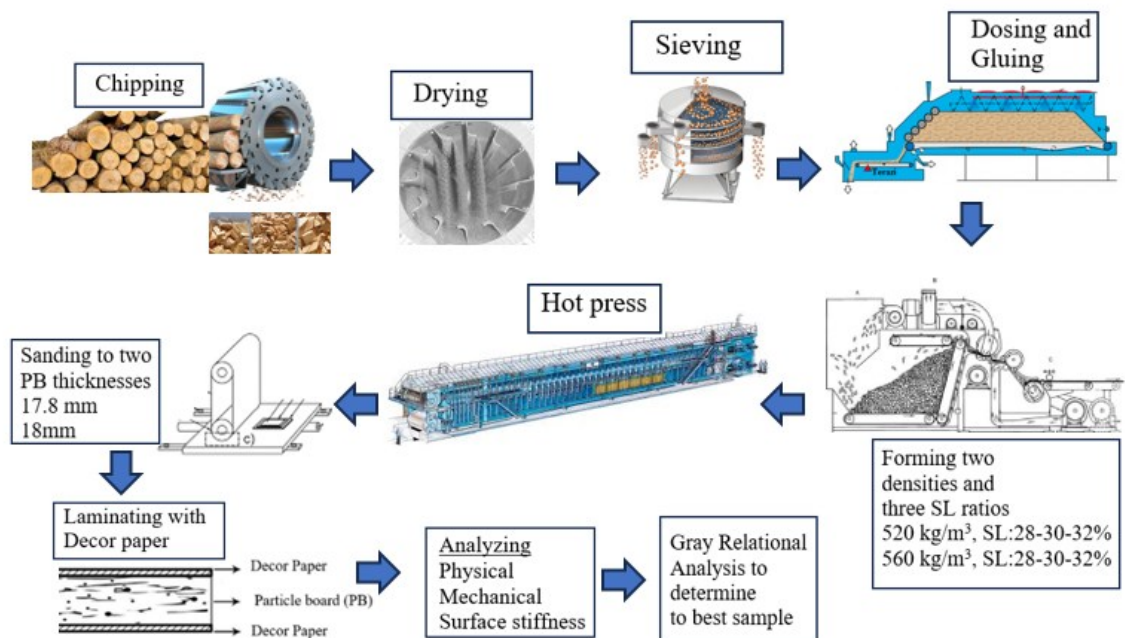 Chipping
Drying
Sieving
Dosing and
Gluing
Terazi
Forming two
densities and
three SL ratios
520 kg/m³, SL:28-30-32%
560 kg/m³, SL:28-30-32%
A
B
C
Hot press
Sanding to two
PB thicknesses
17.8 mm
18mm
c)
Laminating with
Decor paper
Decor Paper
Particle board (PB)
Decor Paper
Analyzing
Physical
Mechanical
Surface stiffness
Gray Relational
Analysis to
determine
to best sample